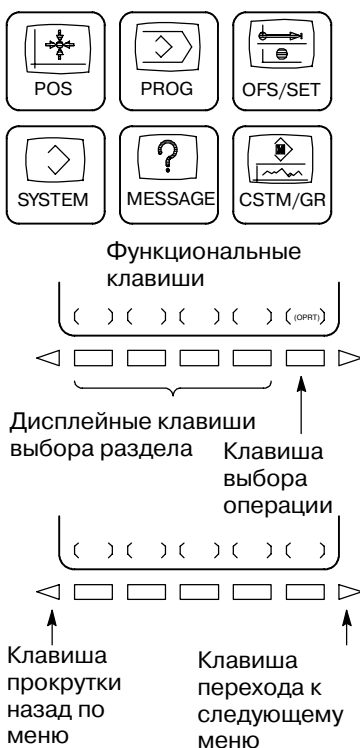 POS PROG OFS/SET
SYSTEM MESSAGE CSTM/GR
Функциональные
клавиши
( ) ( ) ( ) ( ) ( (OPRT) )
Дисплейные клавиши
выбора раздела
Клавиша
выбора
операции
( ) ( ) ( ) ( ) ( )
Клавиша
прокрутки
назад по
меню
Клавиша
перехода к
следующему
меню